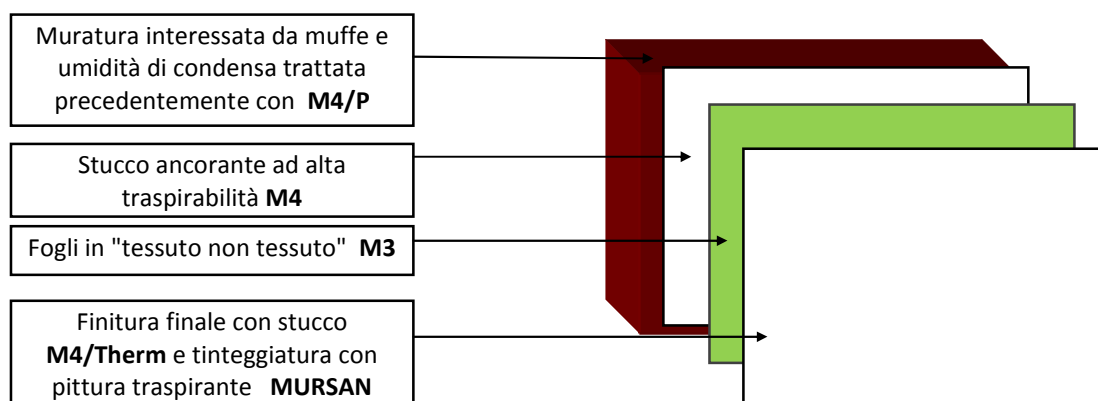 Muratura interessata da muffe e
umidità di condensa trattata
precedentemente con M4/P
Stucco ancorante ad alta
traspirabilità M4
Fogli in "tessuto non tessuto" M3
Finitura finale con stucco
M4/Therm e tinteggiatura con
pittura traspirante MURSAN